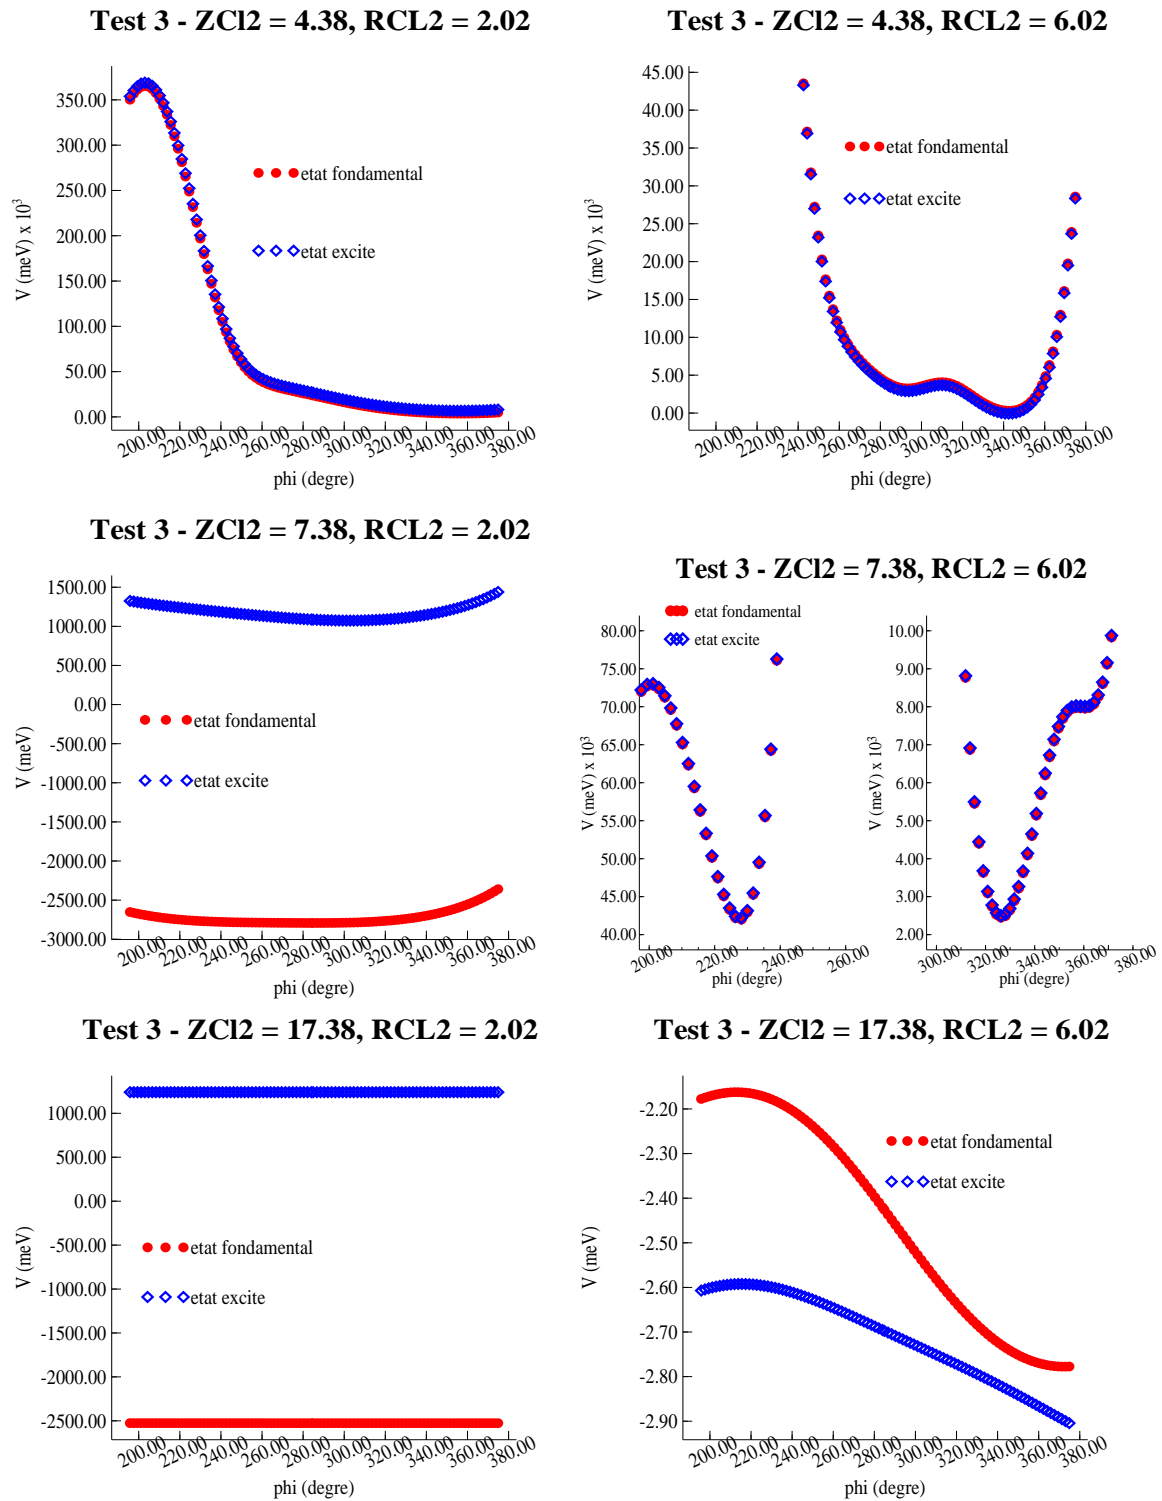 Test 3 - ZCl2 = 4.38, RCL2 = 2.02
350.00
300.00
250.00
200.00
150.00
100.00
50.00
0.00
V (meV) x 10³
etat fondamental
etat excite
200.00 220.00 240.00 260.00 280.00 300.00 320.00 340.00 360.00 380.00
phi (degre)
Test 3 - ZCl2 = 4.38, RCL2 = 6.02
45.00
40.00
35.00
30.00
25.00
20.00
15.00
10.00
5.00
0.00
V (meV) x 10³
etat fondamental
etat excite
200.00 220.00 240.00 260.00 280.00 300.00 320.00 340.00 360.00 380.00
phi (degre)
Test 3 - ZCl2 = 7.38, RCL2 = 2.02
1500.00
1000.00
500.00
0.00
-500.00
-1000.00
-1500.00
-2000.00
-2500.00
-3000.00
V (meV)
etat fondamental
etat excite
200.00 220.00 240.00 260.00 280.00 300.00 320.00 340.00 360.00 380.00
phi (degre)
Test 3 - ZCl2 = 7.38, RCL2 = 6.02
etat fondamental
etat excite
80.00
70.00
65.00
60.00
55.00
50.00
45.00
40.00
V (meV) x 10³
200.00 220.00 240.00 260.00
phi (degre)
10.00
9.00
8.00
7.00
6.00
5.00
4.00
3.00
2.00
V (meV) x 10³
300.00 320.00 340.00 360.00 380.00
phi (degre)
Test 3 - ZCl2 = 17.38, RCL2 = 2.02
1000.00
500.00
0.00
-500.00
-1000.00
-1500.00
-2000.00
-2500.00
V (meV)
etat fondamental
etat excite
200.00 220.00 240.00 260.00 280.00 300.00 320.00 340.00 360.00 380.00
phi (degre)
Test 3 - ZCl2 = 17.38, RCL2 = 6.02
-2.20
-2.30
-2.40
-2.50
-2.60
-2.70
-2.80
-2.90
V (meV)
etat fondamental
etat excite
200.00 220.00 240.00 260.00 280.00 300.00 320.00 340.00 360.00 380.00
phi (degre)